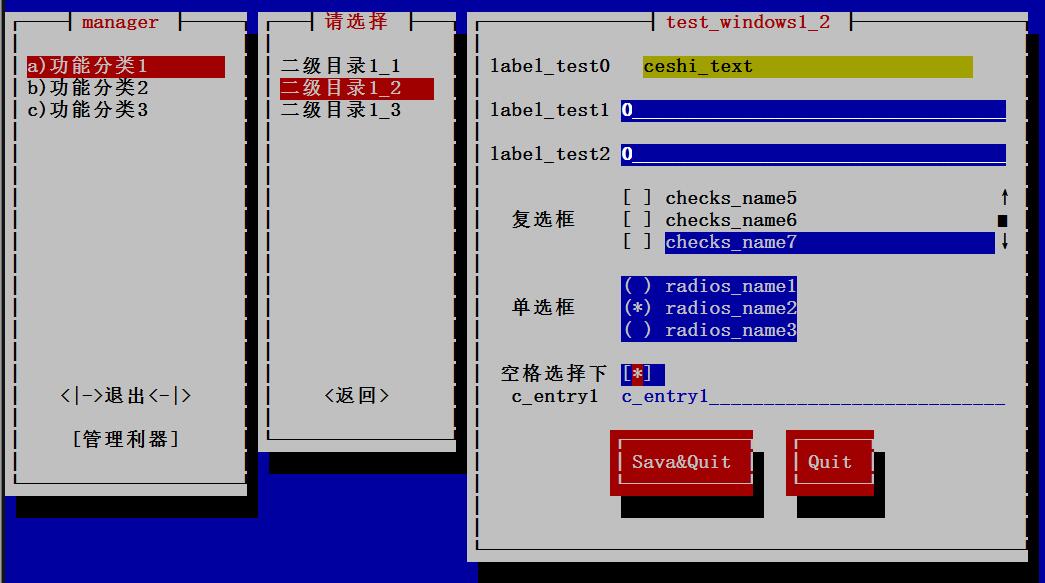 manager
a)功能分类1
b)功能分类2
c)功能分类3
<|->退出<-|>
[管理利器]
请选择
二级目录1_1
二级目录1_2
二级目录1_3
<返回>
test_windows1_2
label_test0 ceshi_text
label_test1 0
label_test2 0
[ ] checks_name5
复选框 [ ] checks_name6
[ ] checks_name7
( ) radios_name1
单选框 (*) radios_name2
( ) radios_name3
空格选择下 [*]
c_entry1 c_entry1
Sava&Quit Quit